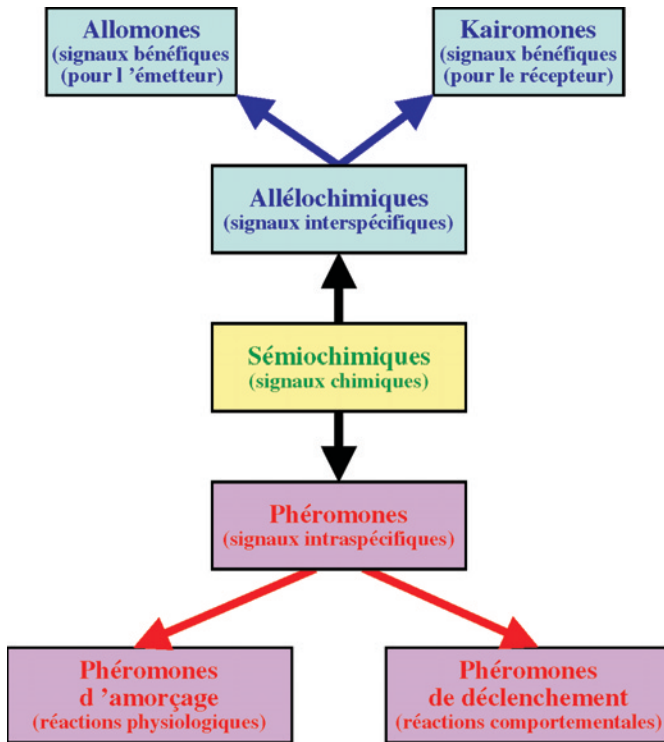 Allomones
(signaux bénéfiques
(pour l ’émetteur)
Kairomones
(signaux bénéfiques
(pour le récepteur)
Allélochimiques
(signaux interspécifiques)
Sémiochimiques
(signaux chimiques)
Phéromones
(signaux intraspécifiques)
Phéromones
d ’amorçage
(réactions physiologiques)
Phéromones
de déclenchement
(réactions comportementales)